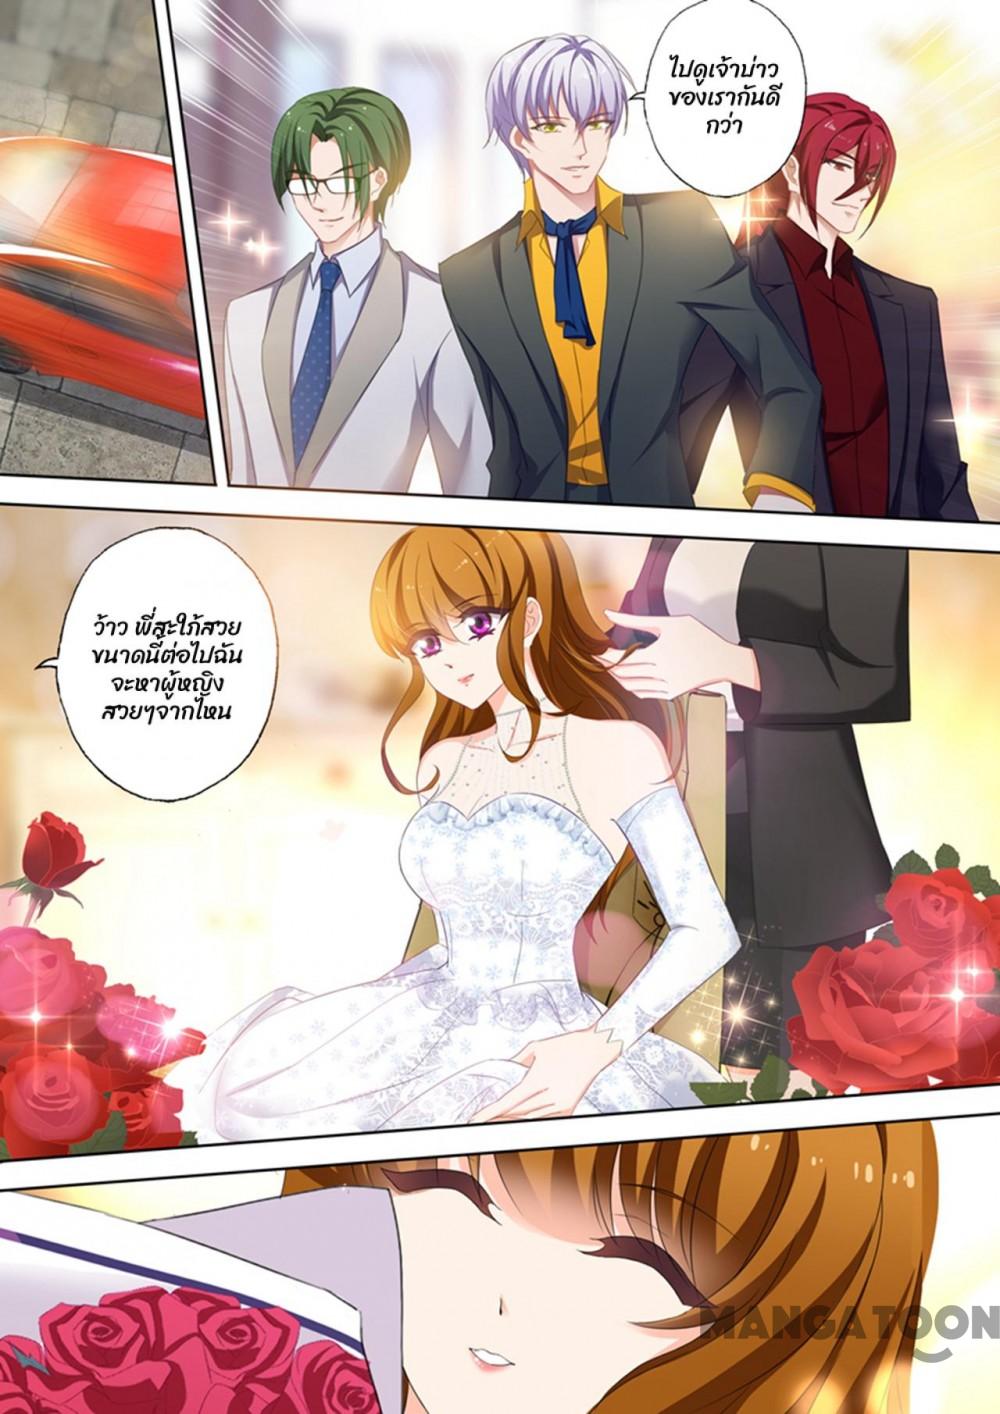 ไปดูเจ้าบ่าว
ของเรากันดี
กว่า
ว้าว พี่สะใภ้สวย
ขนาดนี้ต่อไปฉัน
จะหาผู้หญิง
สวยๆจากไหน
MANGATOON